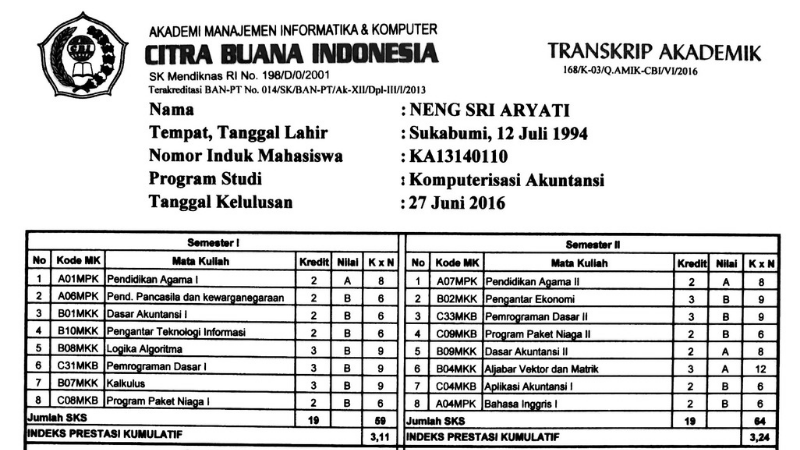 AKADEMI MANAJEMEN INFORMATIKA & KOMPUTER
CITRA BUANA INDONESIA
SK Mendiknas RI No. 198/D/0/2001
Terakreditasi BAN-PT No. 014/SK/BAN-PT/Ak-XII/Dpl-III/I/2013
TRANSKRIP AKADEMIK
168/K-03/Q.AMIK-CBI/VI/2016
Nama : NENG SRI ARYATI
Tempat, Tanggal Lahir : Sukabumi, 12 Juli 1994
Nomor Induk Mahasiswa : KA13140110
Program Studi : Komputerisasi Akuntansi
Tanggal Kelulusan : 27 Juni 2016
Semester I
No Kode MK Mata Kuliah Kredit Nilai K x N
1 A01MPK Pendidikan Agama I 2 A 8
2 A06MPK Pend. Pancasila dan kewarganegaraan 2 B 6
3 B01MKK Dasar Akuntansi I 2 B 6
4 B10MKK Pengantar Teknologi Informasi 2 B 6
5 B08MKK Logika Algoritma 3 B 9
6 C31MKB Pemrograman Dasar I 3 B 9
7 B07MKK Kalkulus 3 B 9
8 C08MKB Program Paket Niaga I 2 B 6
Jumlah SKS 19 59
INDEKS PRESTASI KUMULATIF 3,11
Semester II
No Kode MK Mata Kuliah Kredit Nilai K x N
1 A07MPK Pendidikan Agama II 2 A 8
2 B02MKK Pengantar Ekonomi 3 B 9
3 C33MKB Pemrograman Dasar II 3 B 9
4 C09MKB Program Paket Niaga II 2 B 6
5 B09MKK Dasar Akuntansi II 2 A 8
6 B04MKK Aljabar Vektor dan Matrik 3 A 12
7 C04MKB Aplikasi Akuntansi I 2 B 6
8 A04MPK Bahasa Inggris I 2 B 6
Jumlah SKS 19 64
INDEKS PRESTASI KUMULATIF 3,24